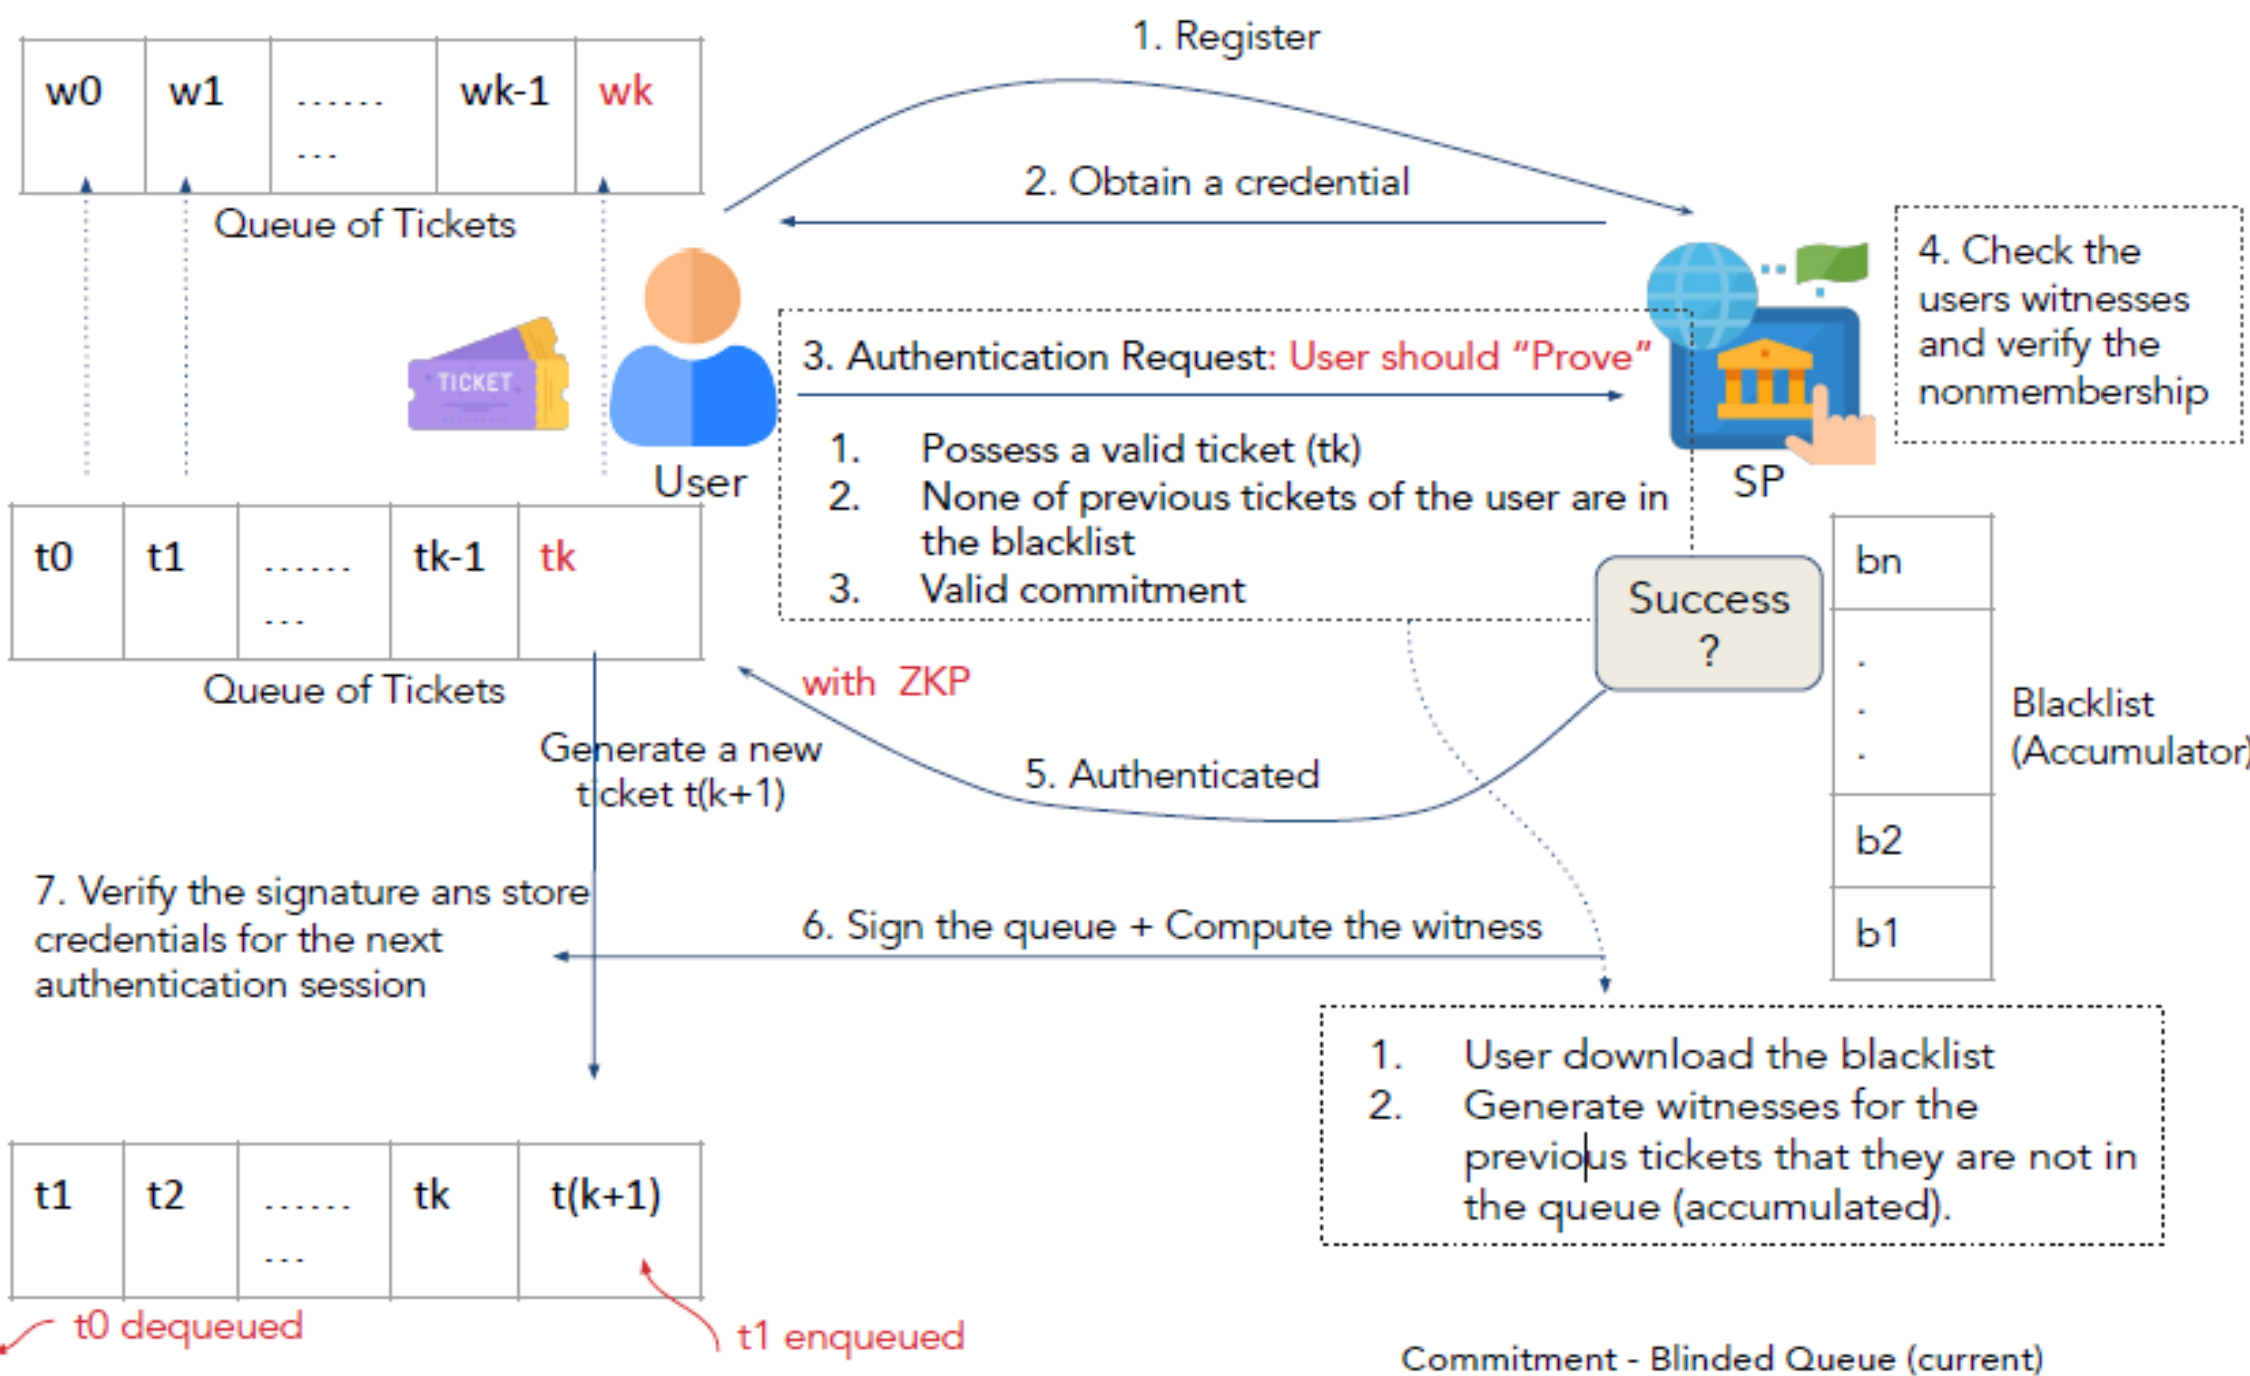 1. Register
w0 w1 ...... wk-1 wk
...
Queue of Tickets
2. Obtain a credential
TICKET
User
SP
4. Check the
users witnesses
and verify the
nonmembership
3. Authentication Request: User should “Prove”
1. Possess a valid ticket (tk)
2. None of previous tickets of the user are in
the blacklist
3. Valid commitment
t0 t1 ...... tk-1 tk
...
Queue of Tickets
Success
?
bn
.
.
.
b2
b1
Blacklist
(Accumulator)
with ZKP
Generate a new
ticket t(k+1)
5. Authenticated
7. Verify the signature ans store
credentials for the next
authentication session
6. Sign the queue + Compute the witness
1. User download the blacklist
2. Generate witnesses for the
previous tickets that they are not in
the queue (accumulated).
t1 t2 ...... tk t(k+1)
...
t0 dequeued
t1 enqueued
Commitment - Blinded Queue (current)